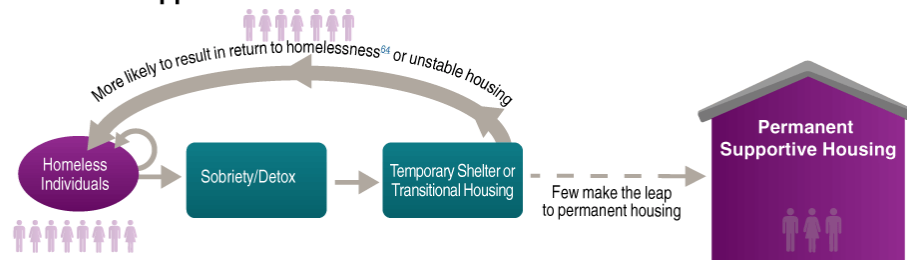 More likely to result in return to homelessness64 or unstable housing
Homeless
Individuals
Sobriety/Detox
Temporary Shelter or
Transitional Housing
Few make the leap
to permanent housing
Permanent
Supportive Housing